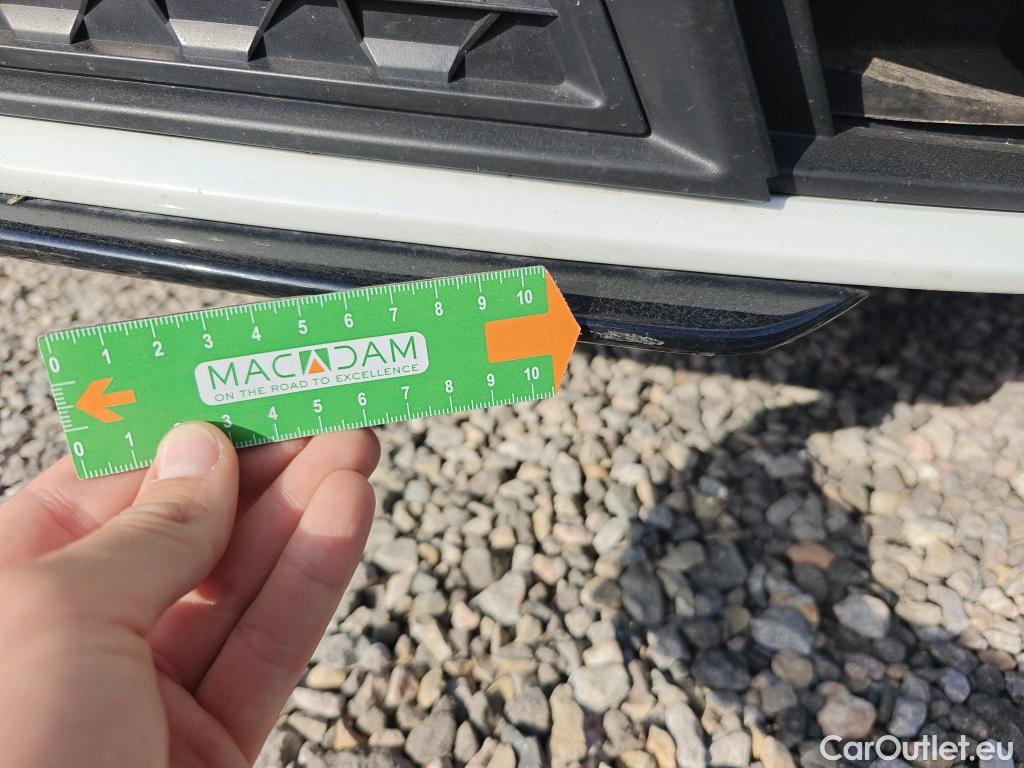 0 1 2 3 4 5 6 7 8 9 10
MACADAM
ON THE ROAD TO EXCELLENCE
0 1 3 4 5 6 7 8 9 10
CarOutlet.eu